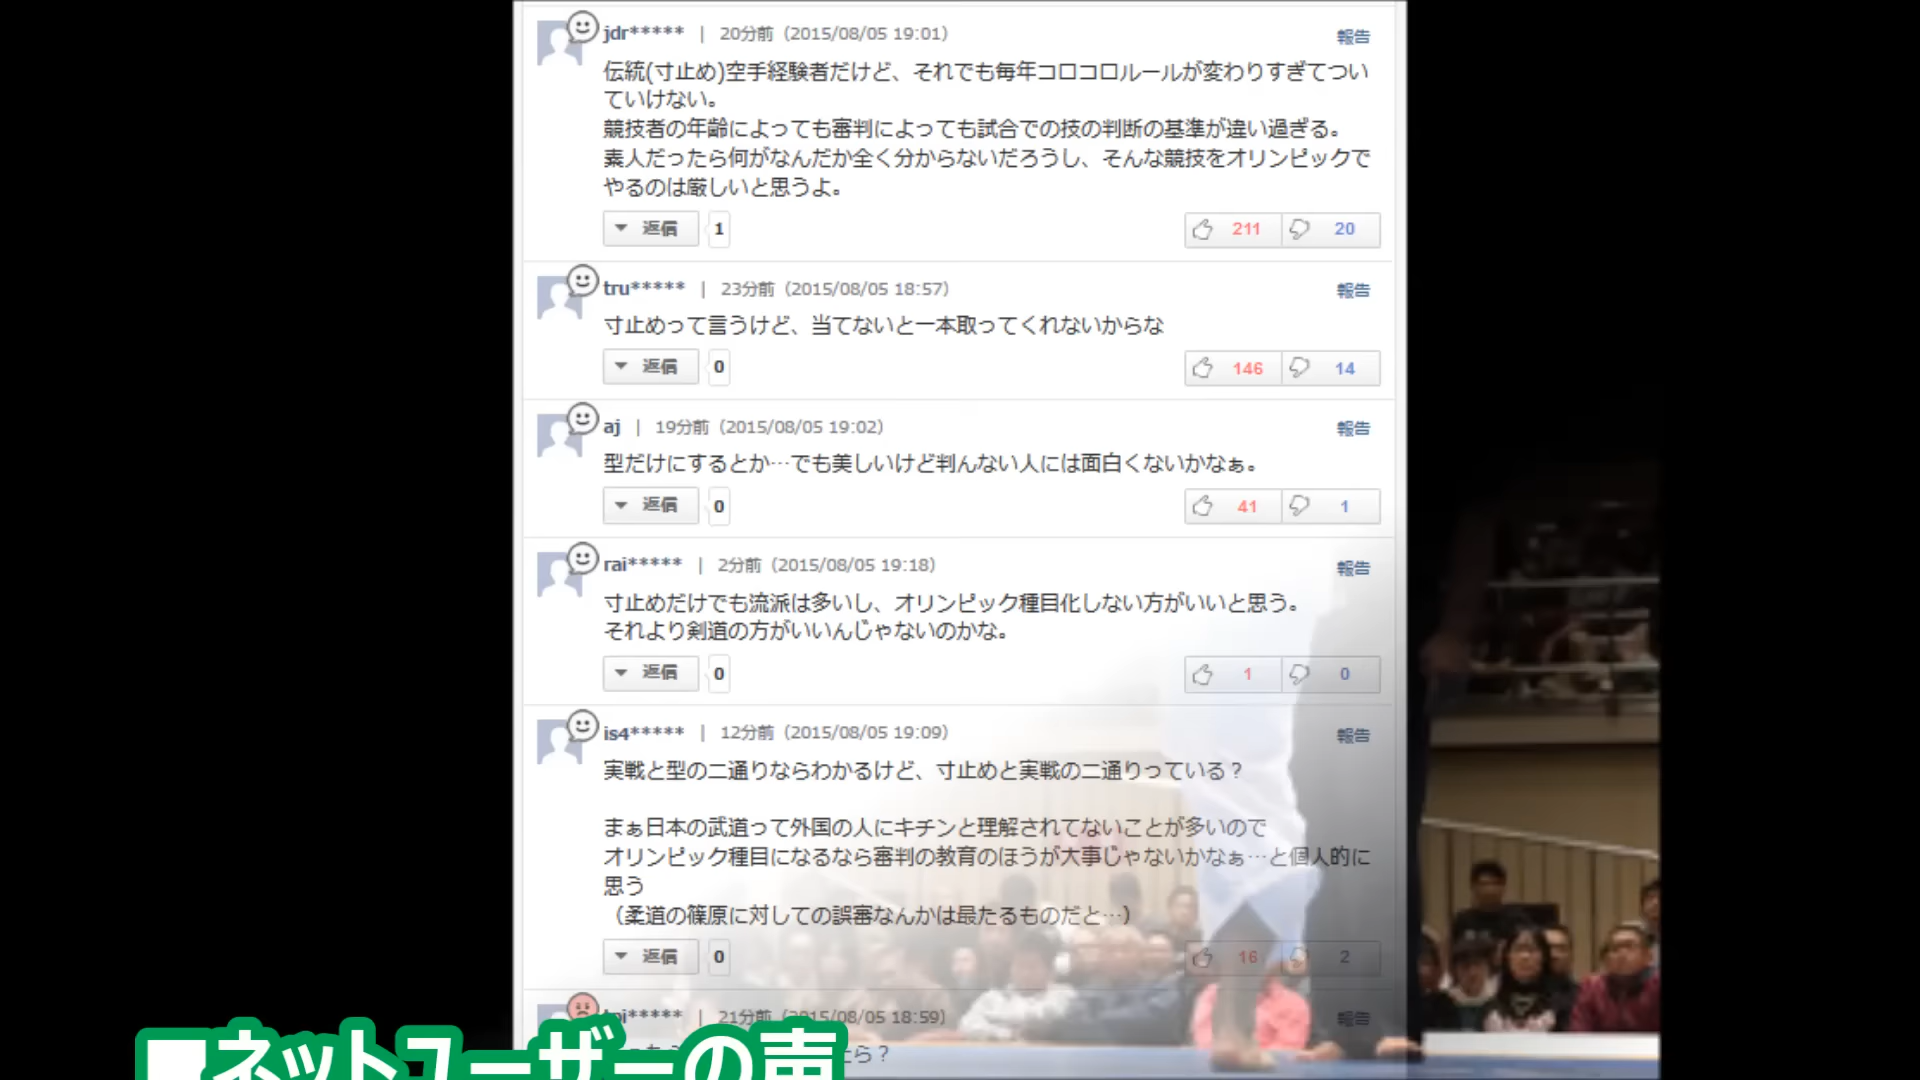 jdr***** | 20分前（2015/08/05 19:01） 報告
伝統(寸止め)空手経験者だけど、それでも毎年コロコロルールが変わりすぎてつい
ていけない。
競技者の年齢によっても審判によっても試合での技の判断の基準が違い過ぎる。
素人だったら何がなんだか全く分からないだろうし、そんな競技をオリンピックで
やるのは厳しいと思うよ。
返信 1 211 20
tru***** | 23分前（2015/08/05 18:57） 報告
寸止めって言うけど、当てないと一本取ってくれないからな
返信 0 146 14
aj | 19分前（2015/08/05 19:02） 報告
型だけにするとか…でも美しいけど判んない人には面白くないかなぁ。
返信 0 41 1
rai***** | 2分前（2015/08/05 19:18） 報告
寸止めだけでも流派は多いし、オリンピック種目化しない方がいいと思う。
それより剣道の方がいいんじゃないのかな。
返信 0 1 0
is4***** | 12分前（2015/08/05 19:09） 報告
実戦と型の二通りならわかるけど、寸止めと実戦の二通りっている？
まぁ日本の武道って外国の人にキチンと理解されてないことが多いので
オリンピック種目になるなら審判の教育のほうが大事じゃないかなぁ…と個人的に
思う
（柔道の篠原に対しての誤審なんかは最たるものだと…）
返信 0 16 2
***** | 21分前（2015/08/05 18:59） 報告
ら？
■ネットユーザーの声